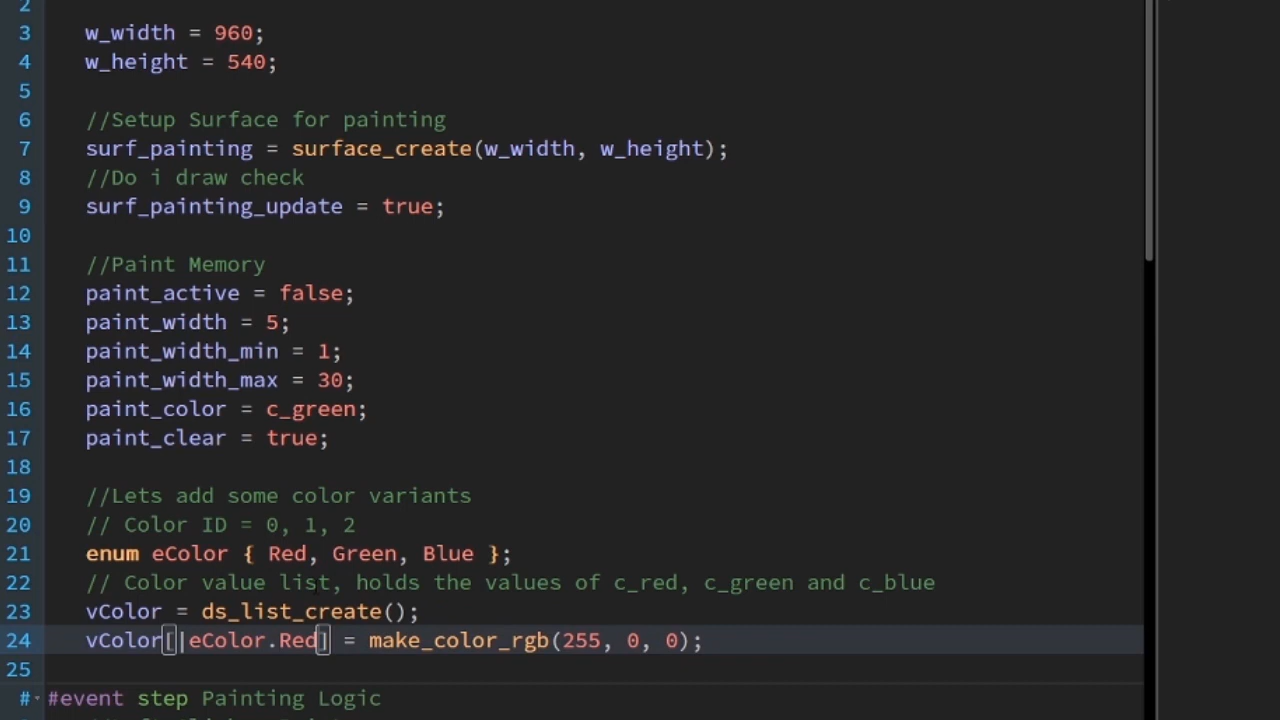 2
3 w_width = 960;
4 w_height = 540;
5
6 //Setup Surface for painting
7 surf_painting = surface_create(w_width, w_height);
8 //Do i draw check
9 surf_painting_update = true;
10
11 //Paint Memory
12 paint_active = false;
13 paint_width = 5;
14 paint_width_min = 1;
15 paint_width_max = 30;
16 paint_color = c_green;
17 paint_clear = true;
18
19 //Lets add some color variants
20 // Color ID = 0, 1, 2
21 enum eColor { Red, Green, Blue };
22 // Color value list, holds the values of c_red, c_green and c_blue
23 vColor = ds_list_create();
24 vColor[|eColor.Red] = make_color_rgb(255, 0, 0);
25
# #event step Painting Logic